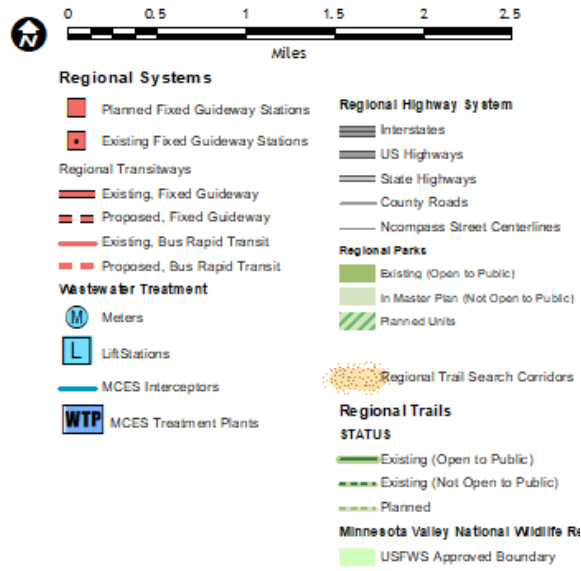 0 0.5 1 1.5 2 2.5
N
Miles
Regional Systems
Planned Fixed Guideway Stations
Existing Fixed Guideway Stations
Regional Transitways
Existing, Fixed Guideway
Proposed, Fixed Guideway
Existing, Bus Rapid Transit
Proposed, Bus Rapid Transit
Wastewater Treatment
M Meters
L LiftStations
MCES Interceptors
WTP MCES Treatment Plants
Regional Highway System
Interstates
US Highways
State Highways
County Roads
Ncompass Street Centerlines
Regional Parks
Existing (Open to Public)
In Master Plan (Not Open to Public)
Planned Units
Regional Trail Search Corridors
Regional Trails
STATUS
Existing (Open to Public)
Existing (Not Open to Public)
Planned
Minnesota Valley National Wildlife Re
USFWS Approved Boundary